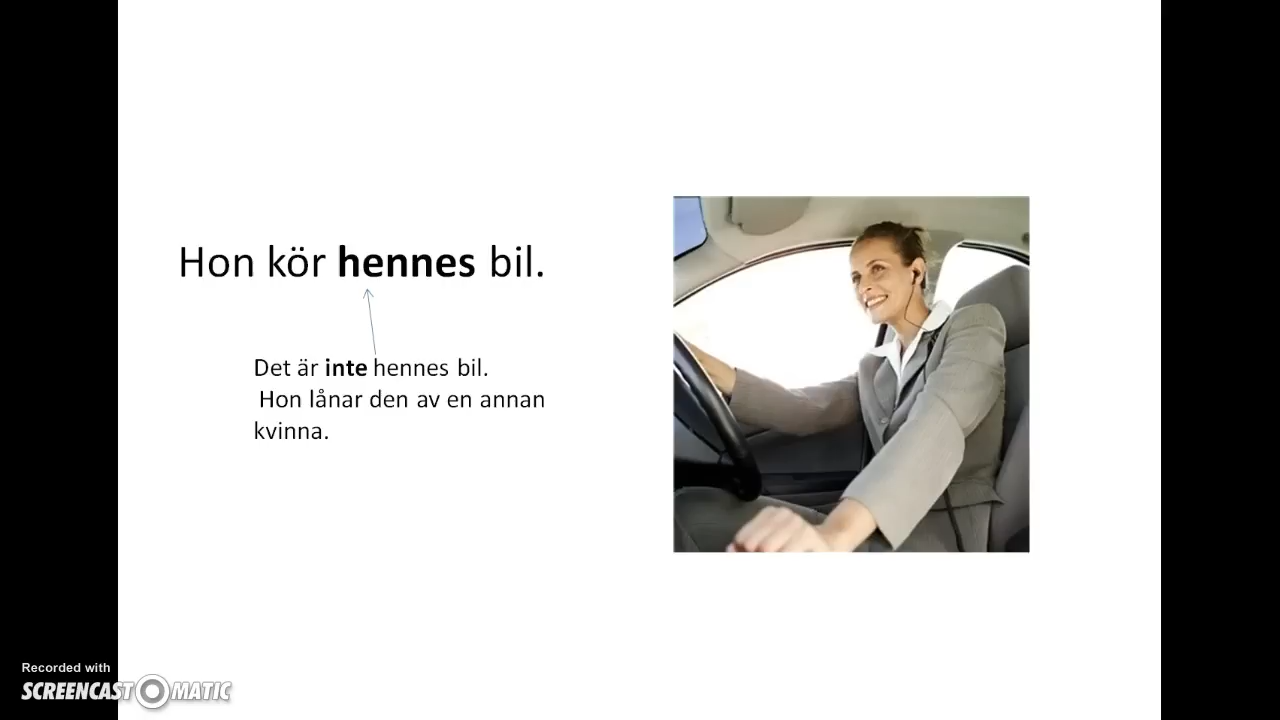 Hon kör hennes bil.
Det är inte hennes bil.
Hon lånar den av en annan
kvinna.
Recorded with
SCREENCAST-O-MATIC